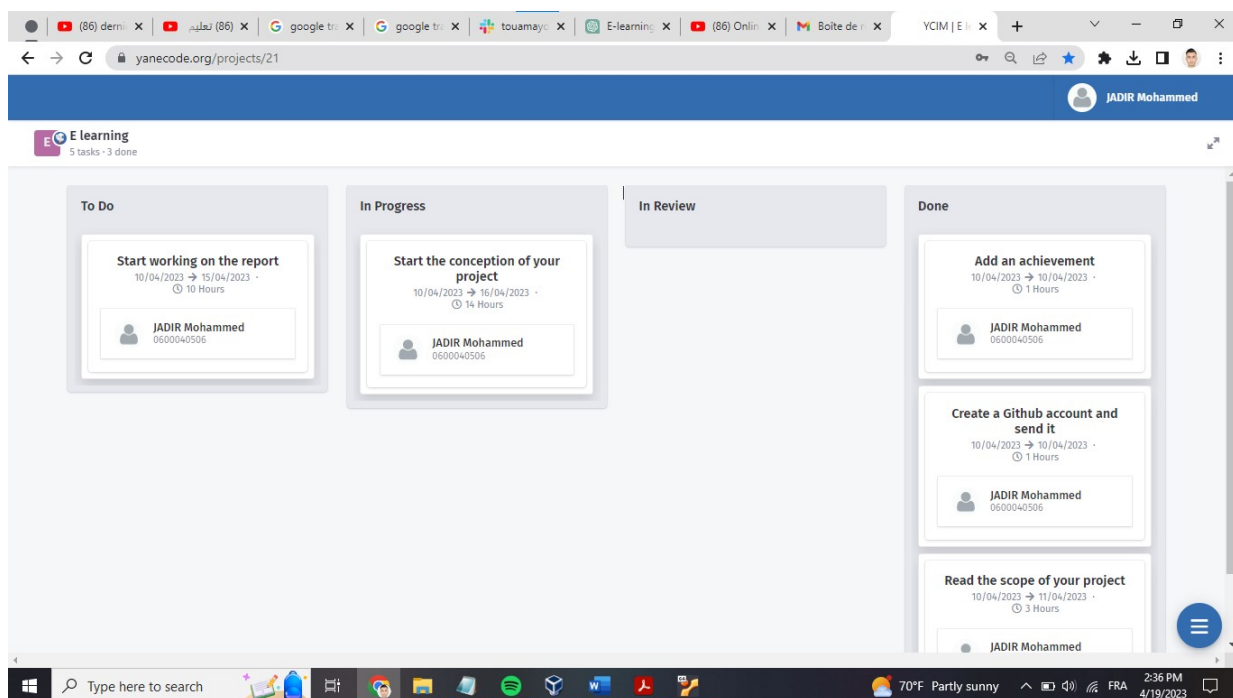 (86) derni
(86) تعليم
google tr
google tr
touamayo
E-learning
(86) Onlin
Boîte de r
YCIM | E le
yanecode.org/projects/21
JADIR Mohammed
E
E learning
5 tasks · 3 done
To Do
Start working on the report
10/04/2023 → 15/04/2023 ·
10 Hours
JADIR Mohammed
0600040506
In Progress
Start the conception of your
project
10/04/2023 → 16/04/2023 ·
14 Hours
JADIR Mohammed
0600040506
In Review
Done
Add an achievement
10/04/2023 → 10/04/2023 ·
1 Hours
JADIR Mohammed
0600040506
Create a Github account and
send it
10/04/2023 → 10/04/2023 ·
1 Hours
JADIR Mohammed
0600040506
Read the scope of your project
10/04/2023 → 11/04/2023 ·
3 Hours
JADIR Mohammed
Type here to search
70°F Partly sunny
FRA
2:36 PM
4/19/2023